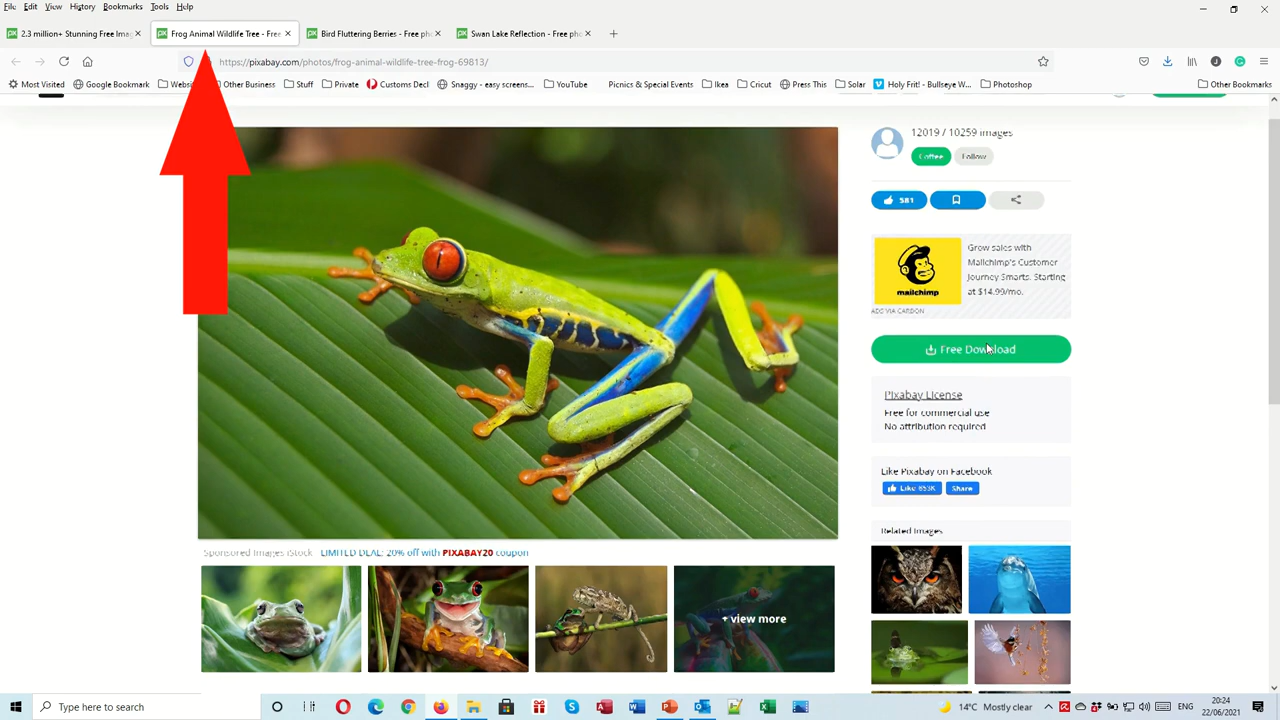 File Edit View History Bookmarks Tools Help
2.3 million+ Stunning Free Imag
Frog Animal Wildlife Tree - Free
Bird Fluttering Berries - Free pho
Swan Lake Reflection - Free pho
https://pixabay.com/photos/frog-animal-wildlife-tree-frog-69813/
Most Visited Google Bookmark Websit Other Business Stuff Private Customs Decl Snaggy - easy screens... YouTube Picnics & Special Events Ikea Cricut Press This Solar Holy Frit! - Bullseye W... Photoshop Other Bookmarks
12019 / 10259 images
Coffee Follow
581
Grow sales with
Mailchimp's Customer
Journey Smarts. Starting
at $14.99/mo.
mailchimp
ADS VIA CARBON
Free Download
Pixabay License
Free for commercial use
No attribution required
Like Pixabay on Facebook
Like 853K Share
Related Images
Sponsored Images iStock LIMITED DEAL: 20% off with PIXABAY20 coupon
+ view more
Type here to search
14°C Mostly clear
ENG
20:24
22/06/2021